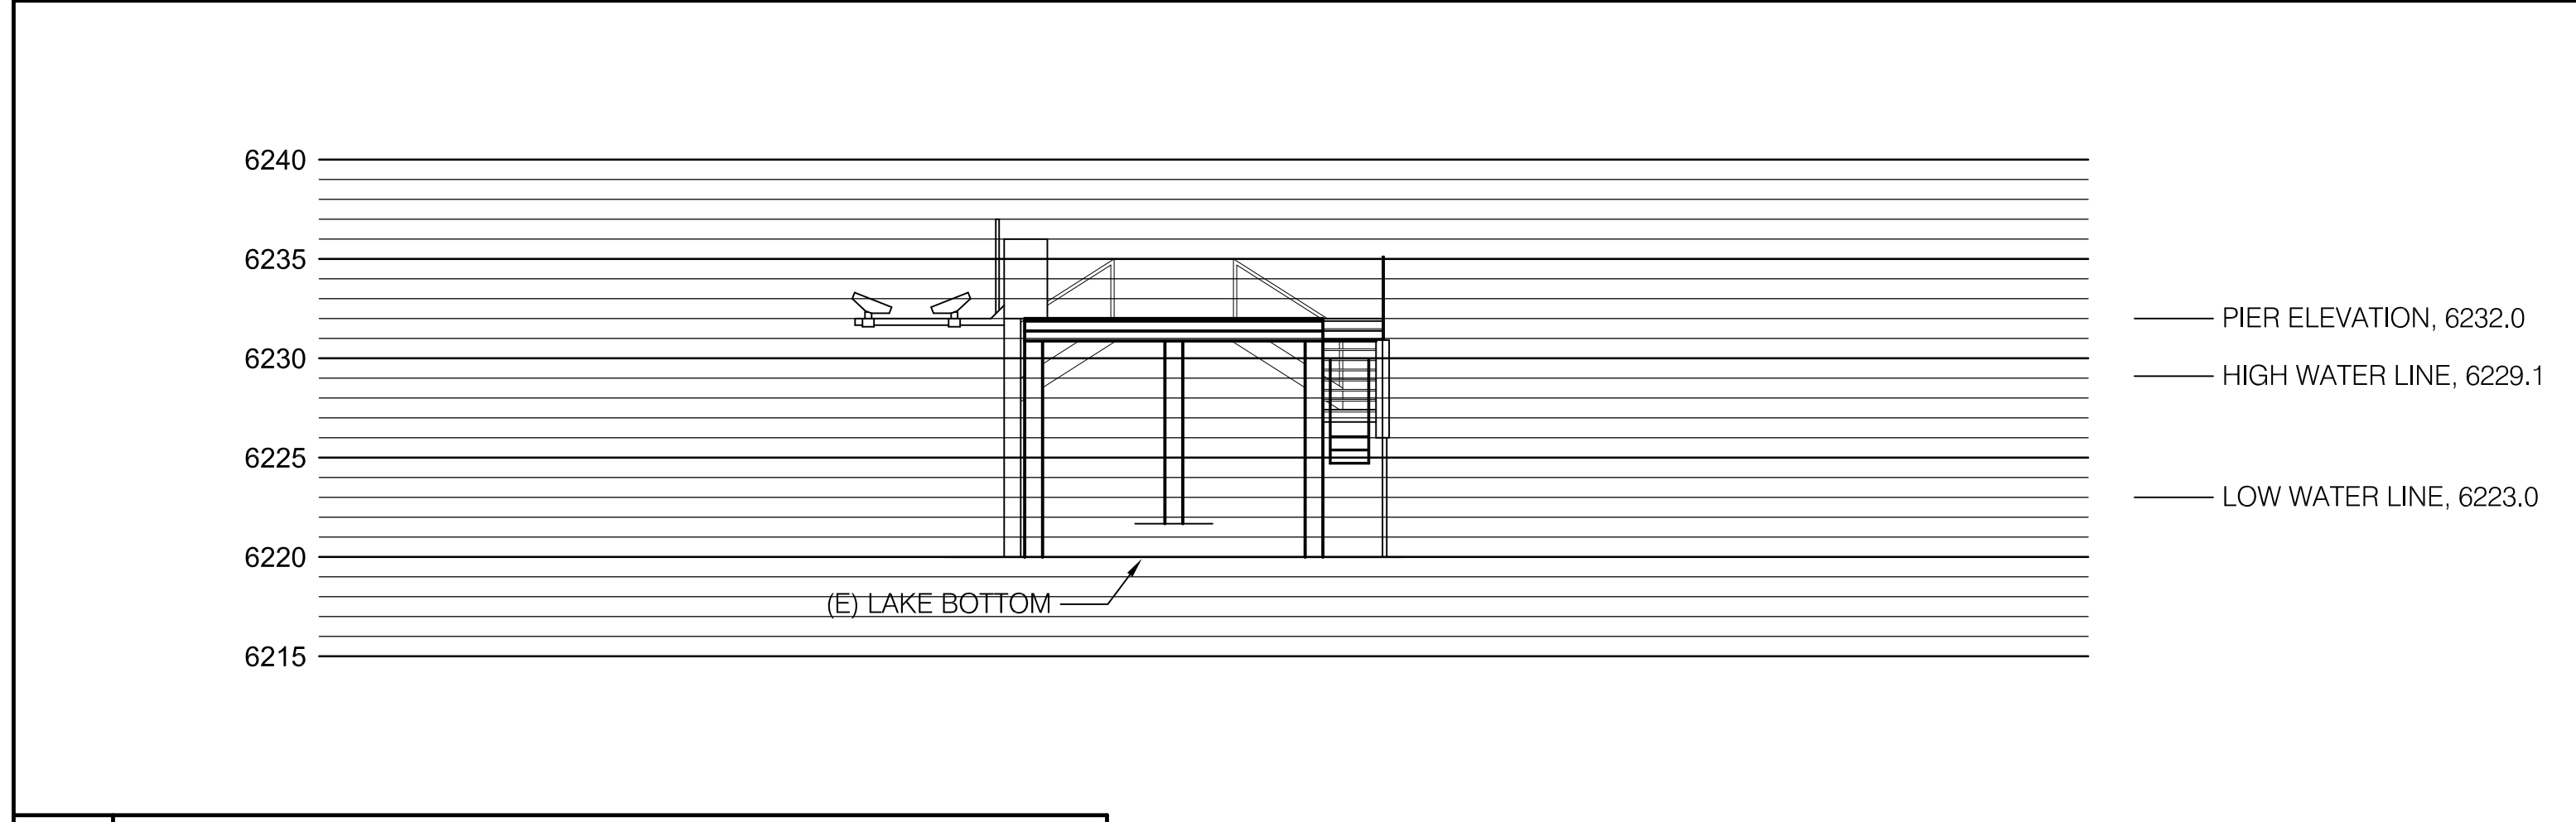 6240
6235
6230
6225
6220
6215
PIER ELEVATION, 6232.0
HIGH WATER LINE, 6229.1
LOW WATER LINE, 6223.0
(E) LAKE BOTTOM